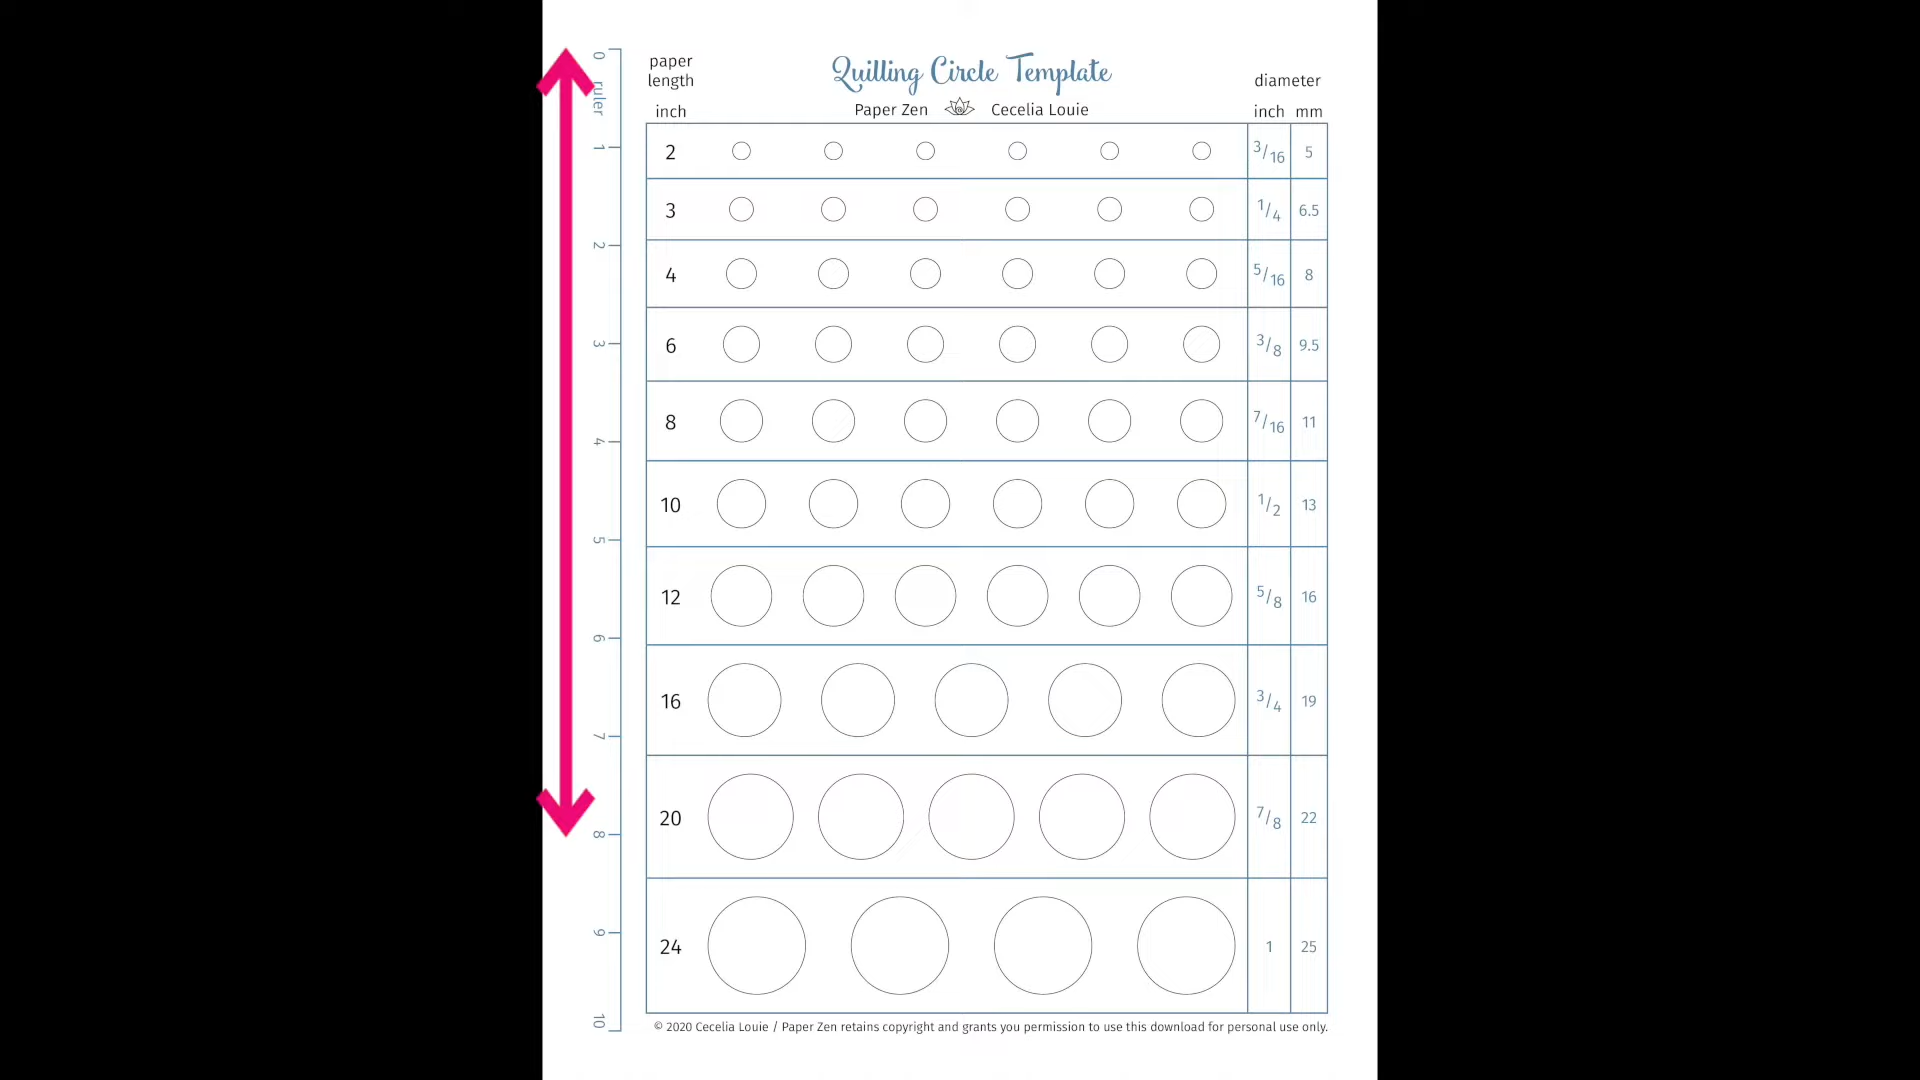 Quilling Circle Template
Paper Zen Cecelia Louie
paper length inch
diameter
inch mm
0 ruler 1 2 3 4 5 6 7 8 9 10
2 3/16 5
3 1/4 6.5
4 5/16 8
6 3/8 9.5
8 7/16 11
10 1/2 13
12 5/8 16
16 3/4 19
20 7/8 22
24 1 25
© 2020 Cecelia Louie / Paper Zen retains copyright and grants you permission to use this download for personal use only.